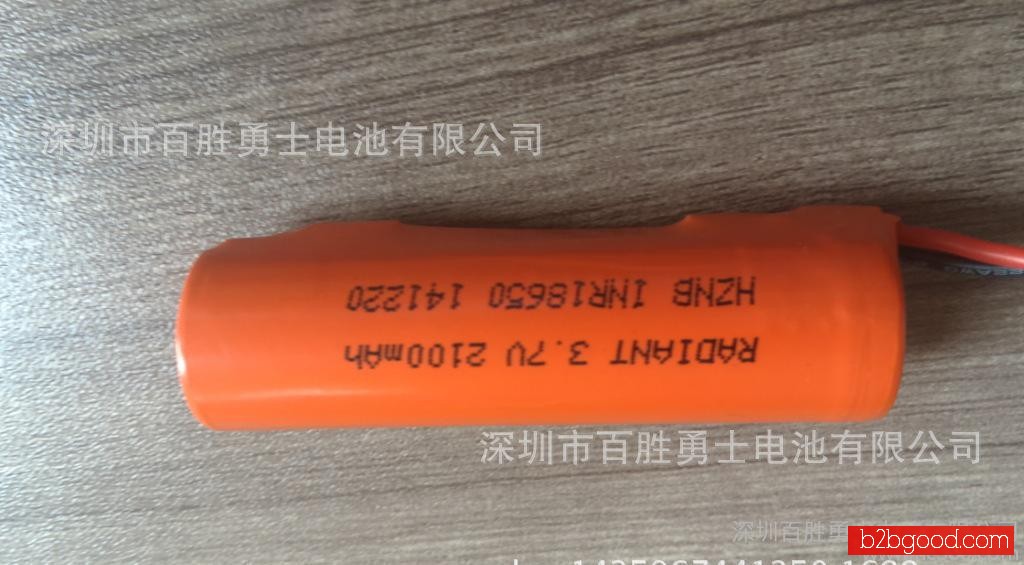 深圳市百胜勇士电池有限公司
RADIANT 3.7V 2100mAh
HZNB INR18650 141220
深圳市百胜勇士电池有限公司
b2bgood.com